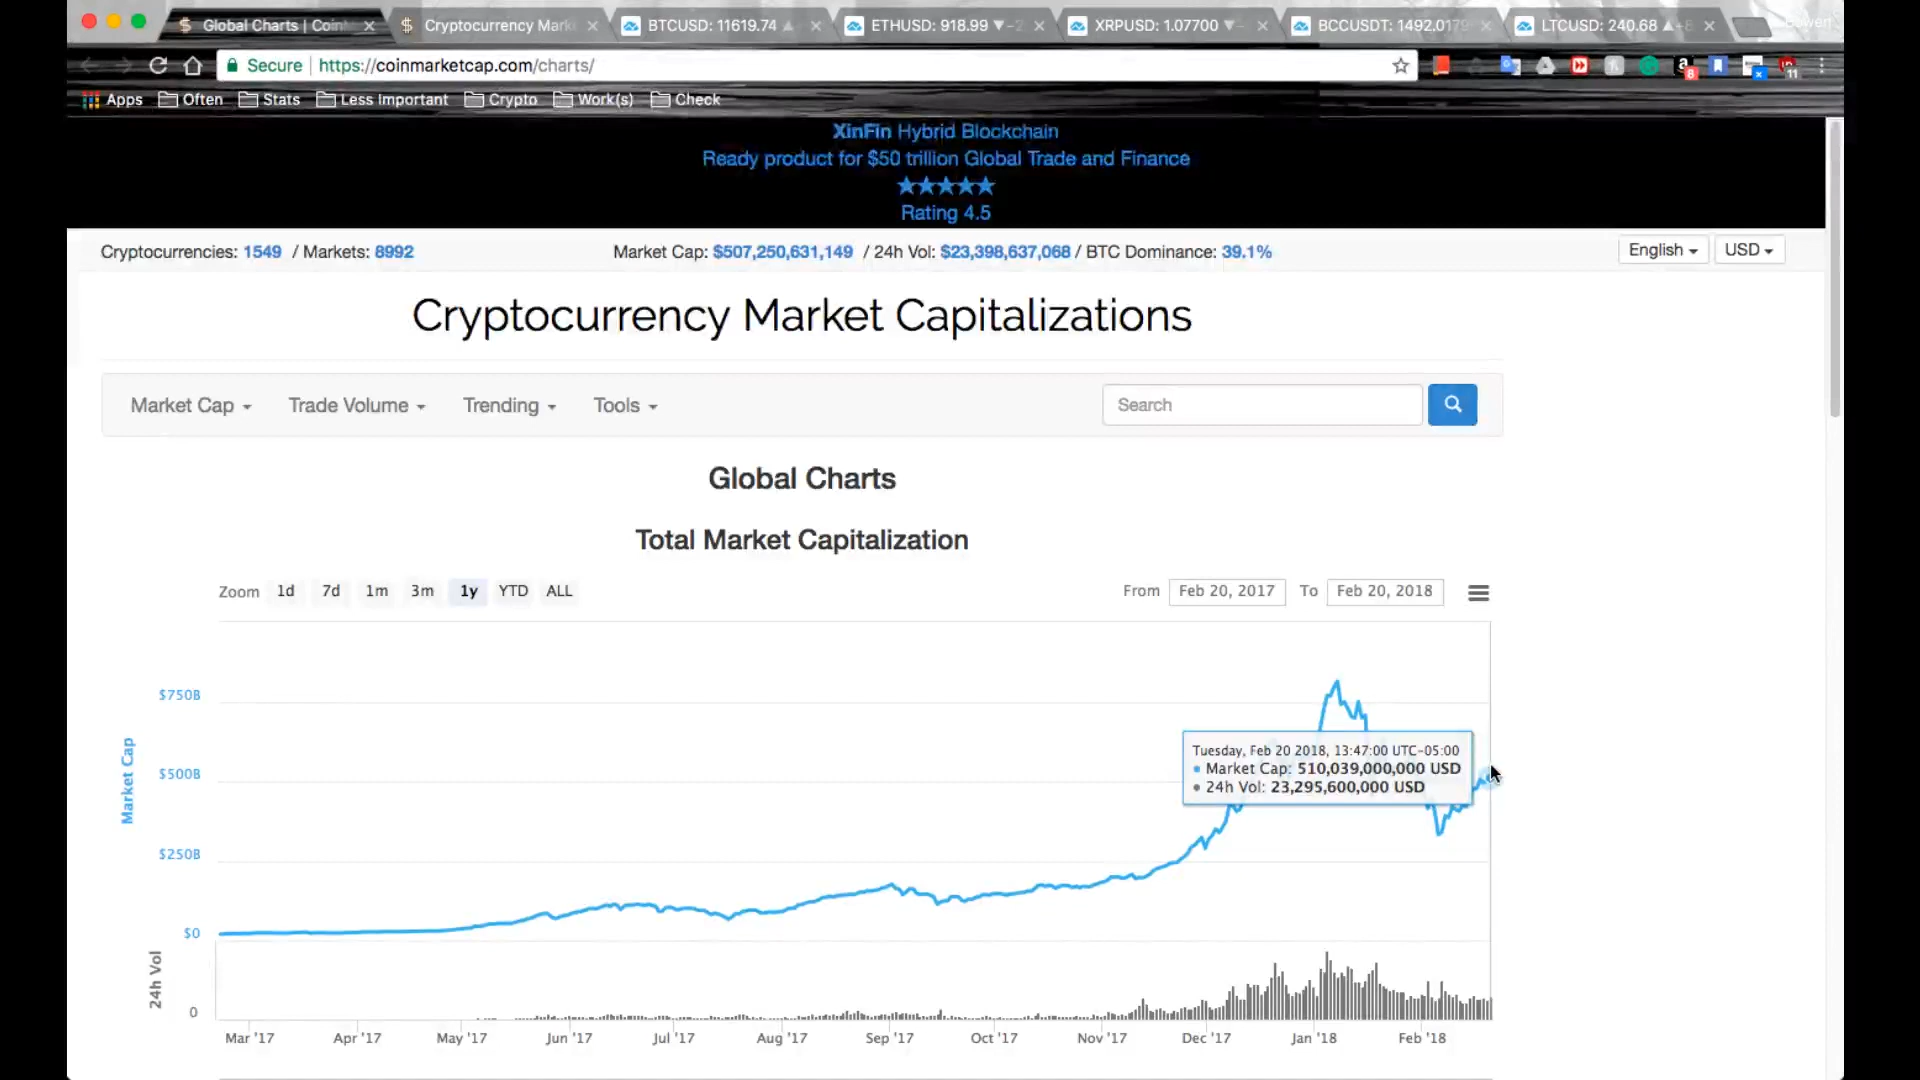 Global Charts | Coin
Cryptocurrency Mark
BTCUSD: 11619.74 ▲
ETHUSD: 918.99 ▼-2
XRPUSD: 1.07700 ▼-
BCCUSDT: 1492.0179
LTCUSD: 240.68 ▲+8
Secure | https://coinmarketcap.com/charts/
8
11
Apps Often Stats Less Important Crypto Work(s) Check
XinFin Hybrid Blockchain
Ready product for $50 trillion Global Trade and Finance
★★★★★
Rating 4.5
Cryptocurrencies: 1549 / Markets: 8992 Market Cap: $507,250,631,149 / 24h Vol: $23,398,637,068 / BTC Dominance: 39.1% English USD
Cryptocurrency Market Capitalizations
Market Cap Trade Volume Trending Tools Search
Global Charts
Total Market Capitalization
Zoom 1d 7d 1m 3m 1y YTD ALL From Feb 20, 2017 To Feb 20, 2018
$750B
$500B
$250B
$0
Market Cap
Tuesday, Feb 20 2018, 13:47:00 UTC-05:00
Market Cap: 510,039,000,000 USD
24h Vol: 23,295,600,000 USD
24h Vol
0
Mar '17 Apr '17 May '17 Jun '17 Jul '17 Aug '17 Sep '17 Oct '17 Nov '17 Dec '17 Jan '18 Feb '18